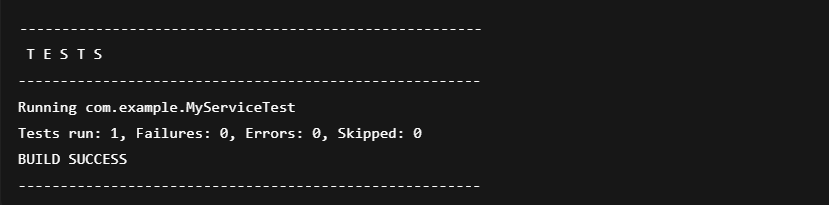 -------------------------------------------------------
 T E S T S
-------------------------------------------------------
Running com.example.MyServiceTest
Tests run: 1, Failures: 0, Errors: 0, Skipped: 0
BUILD SUCCESS
-------------------------------------------------------